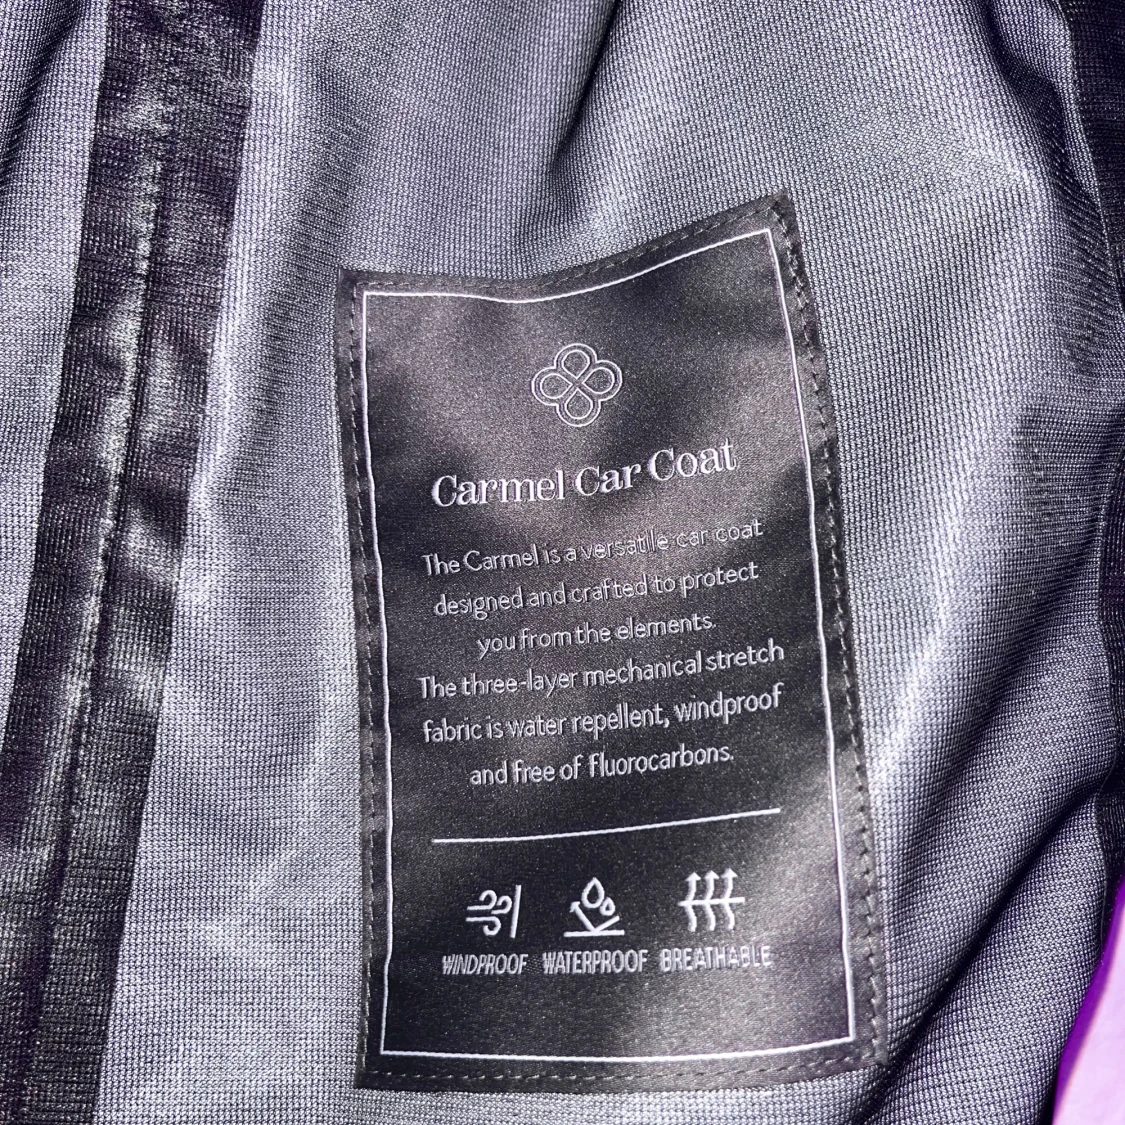 Carmel Car Coat
The Carmel is a versatile car coat
designed and crafted to protect
you from the elements.
The three-layer mechanical stretch
fabric is water repellent, windproof
and free of fluorocarbons.
WINDPROOF WATERPROOF BREATHABLE